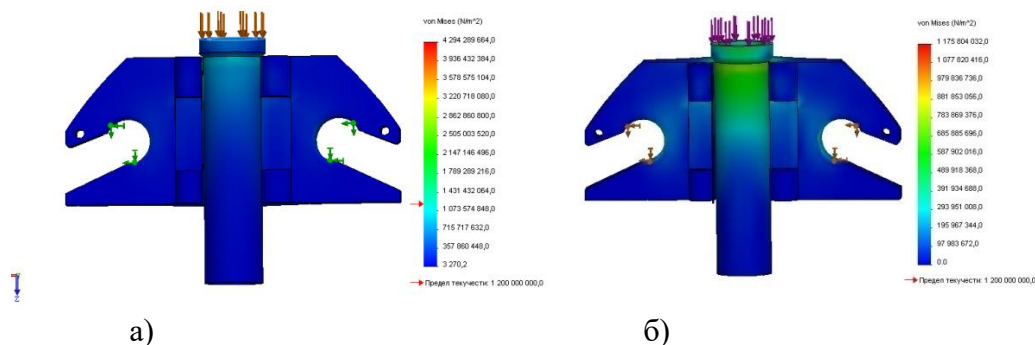 von Mises (N/m^2)
4 294 289 664,0
3 936 432 384,0
3 578 575 104,0
3 220 718 080,0
2 862 860 800,0
2 505 003 520,0
2 147 146 496,0
1 789 289 216,0
1 431 432 064,0
1 073 574 848,0
715 717 632,0
357 860 448,0
3 270,2
Предел текучести: 1 200 000 000,0
von Mises (N/m^2)
1 175 804 032,0
1 077 820 416,0
979 836 736,0
881 853 056,0
783 869 376,0
685 885 696,0
587 902 016,0
489 918 368,0
391 934 688,0
293 951 008,0
195 967 344,0
97 983 672,0
0.0
Предел текучести: 1 200 000 000,0
Z
а)
б)